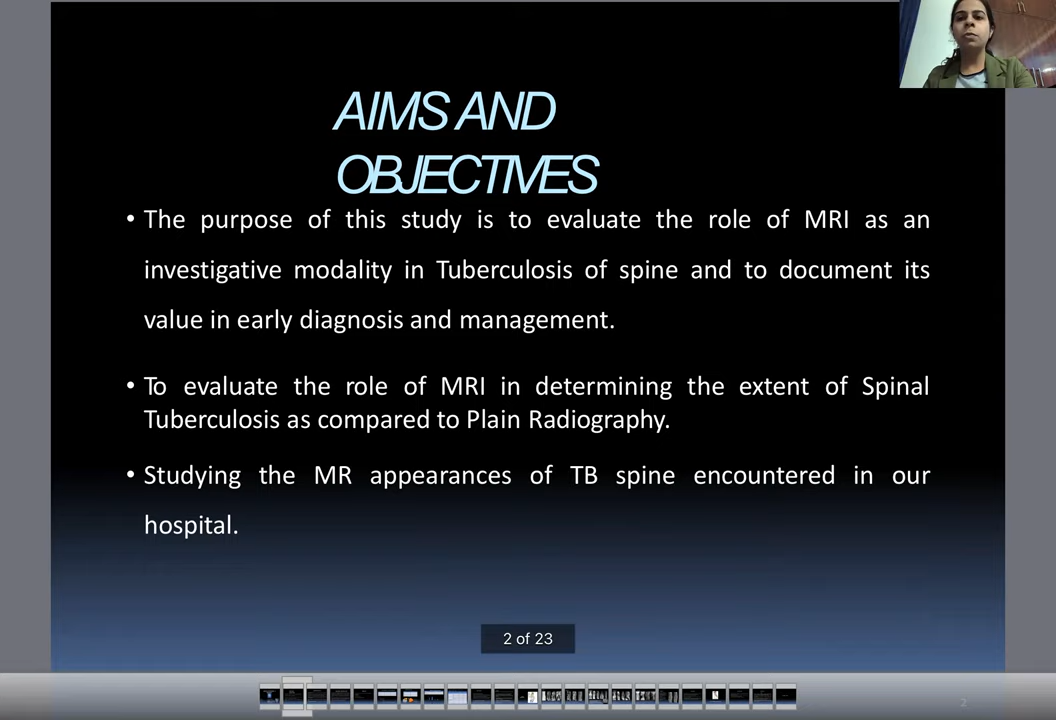 AIMS AND
OBJECTIVES
• The purpose of this study is to evaluate the role of MRI as an
investigative modality in Tuberculosis of spine and to document its
value in early diagnosis and management.
• To evaluate the role of MRI in determining the extent of Spinal
Tuberculosis as compared to Plain Radiography.
• Studying the MR appearances of TB spine encountered in our
hospital.
2 of 23
2